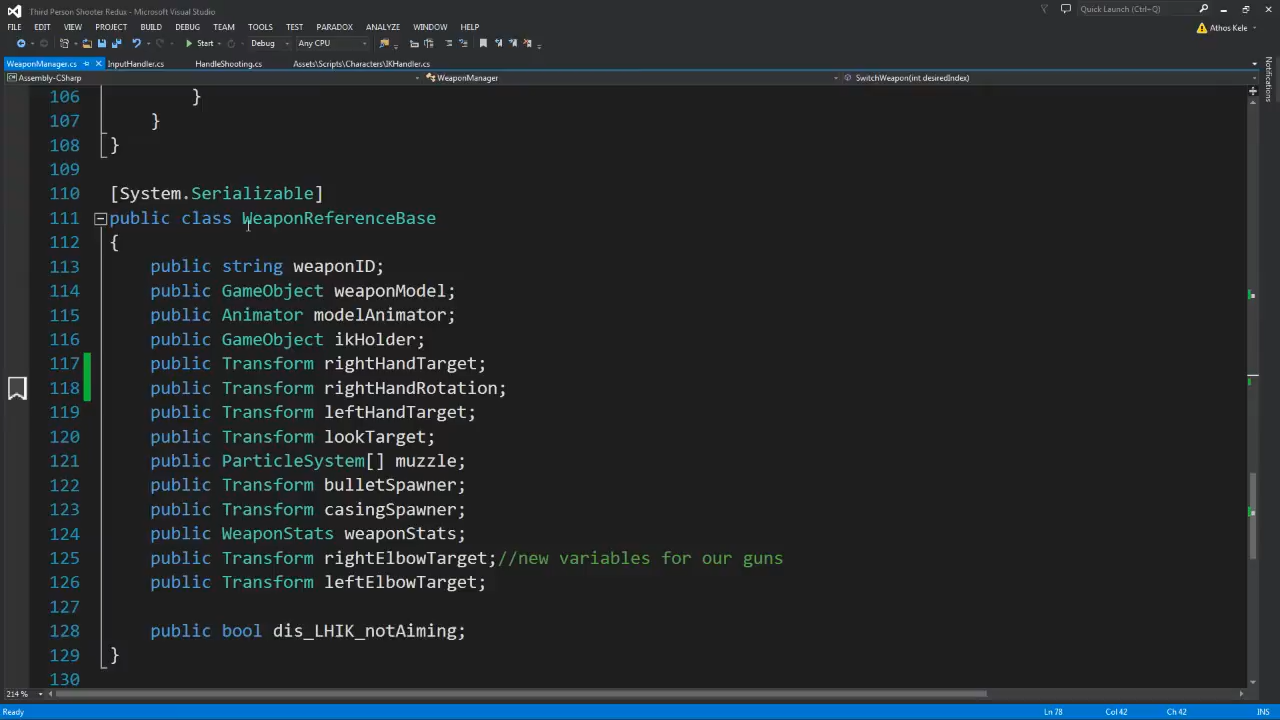 Third Person Shooter Redux - Microsoft Visual Studio
Quick Launch (Ctrl+Q)
FILE EDIT VIEW PROJECT BUILD DEBUG TEAM TOOLS TEST PARADOX ANALYZE WINDOW HELP
Athos Kele
Start Debug Any CPU
WeaponManager.cs InputHandler.cs HandleShooting.cs Assets\Scripts\Characters\IKHandler.cs
Notifications
Assembly-CSharp WeaponManager SwitchWeapon(int desiredIndex)
106 }
107 }
108 }
109
110 [System.Serializable]
111 public class WeaponReferenceBase
112 {
113 public string weaponID;
114 public GameObject weaponModel;
115 public Animator modelAnimator;
116 public GameObject ikHolder;
117 public Transform rightHandTarget;
118 public Transform rightHandRotation;
119 public Transform leftHandTarget;
120 public Transform lookTarget;
121 public ParticleSystem[] muzzle;
122 public Transform bulletSpawner;
123 public Transform casingSpawner;
124 public WeaponStats weaponStats;
125 public Transform rightElbowTarget;//new variables for our guns
126 public Transform leftElbowTarget;
127
128 public bool dis_LHIK_notAiming;
129 }
130
214 %
Ready Ln 78 Col 42 Ch 42 INS